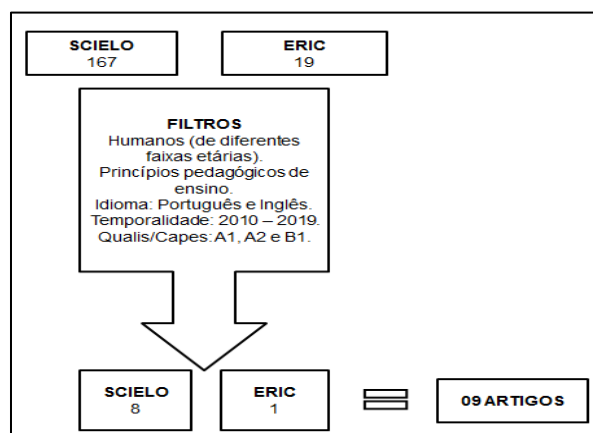 SCIELO
167
ERIC
19
FILTROS
Humanos (de diferentes
faixas etárias).
Princípios pedagógicos de
ensino.
Idioma: Português e Inglês.
Temporalidade: 2010 – 2019.
Qualis/Capes: A1, A2 e B1.
SCIELO
8
ERIC
1
09 ARTIGOS